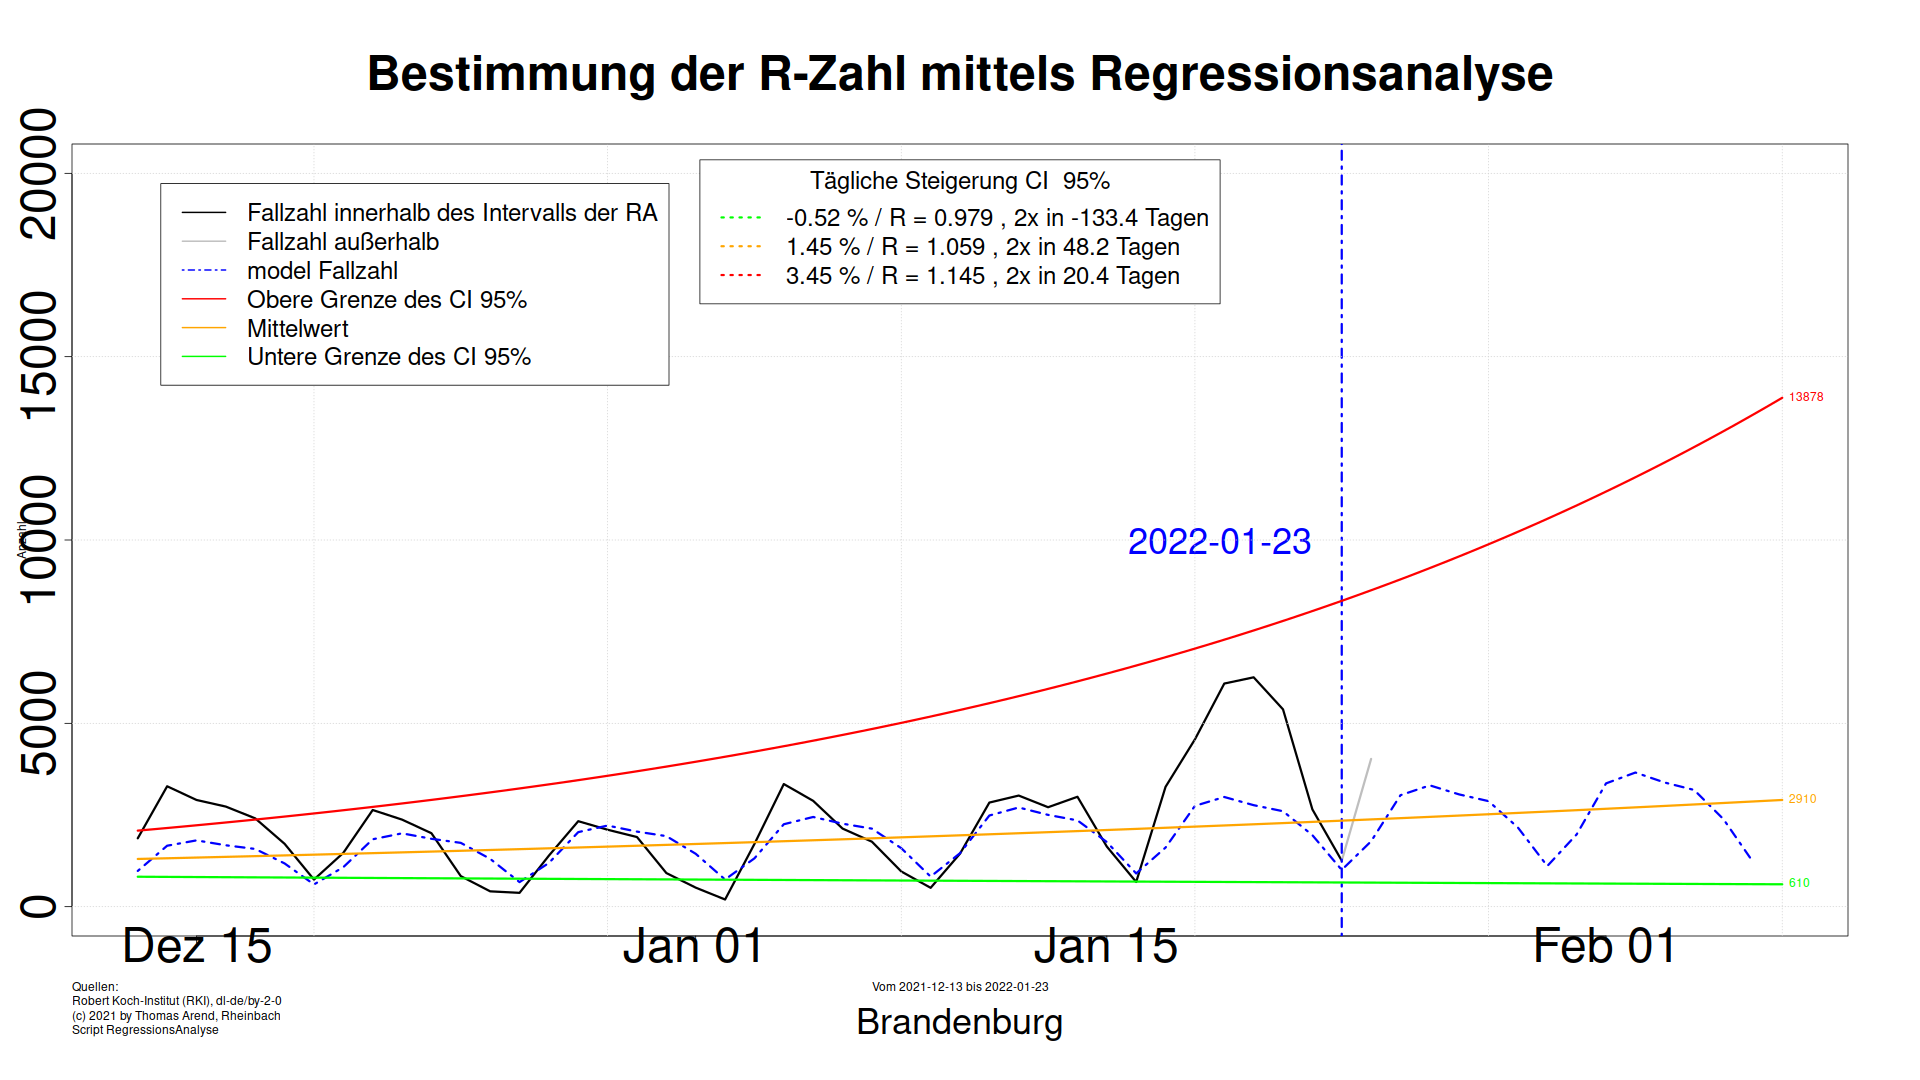 Bestimmung der R-Zahl mittels Regressionsanalyse
20000
15000
10000
5000
0
Anzahl
Fallzahl innerhalb des Intervalls der RA
Fallzahl außerhalb
model Fallzahl
Obere Grenze des CI 95%
Mittelwert
Untere Grenze des CI 95%
Tägliche Steigerung CI 95%
-0.52 % / R = 0.979 , 2x in -133.4 Tagen
1.45 % / R = 1.059 , 2x in 48.2 Tagen
3.45 % / R = 1.145 , 2x in 20.4 Tagen
2022-01-23
13878
2910
610
Dez 15
Jan 01
Jan 15
Feb 01
Quellen:
Robert Koch-Institut (RKI), dl-de/by-2-0
(c) 2021 by Thomas Arend, Rheinbach
Script RegressionsAnalyse
Vom 2021-12-13 bis 2022-01-23
Brandenburg